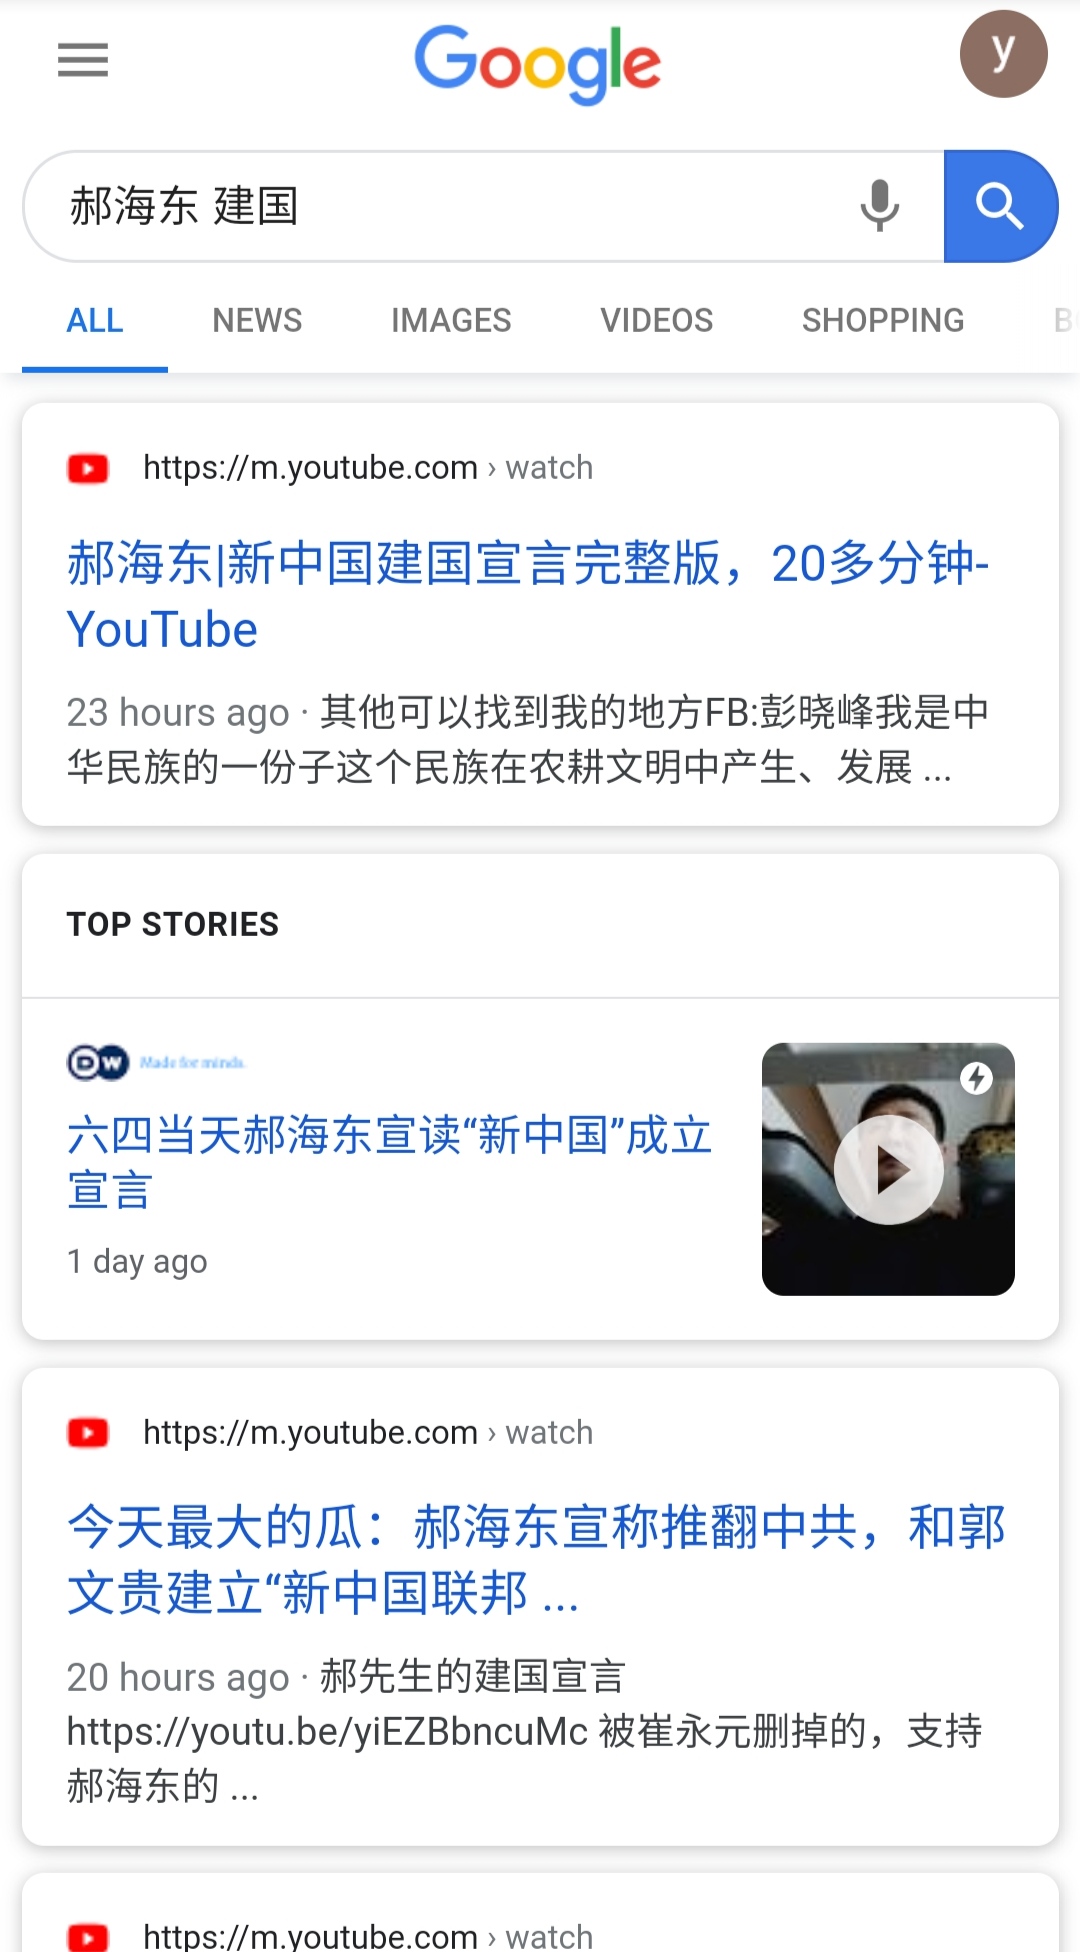 Google
y
郝海东 建国
ALL NEWS IMAGES VIDEOS SHOPPING
https://m.youtube.com › watch
郝海东|新中国建国宣言完整版，20多分钟-
YouTube
23 hours ago · 其他可以找到我的地方FB:彭晓峰我是中
华民族的一份子这个民族在农耕文明中产生、发展 ...
TOP STORIES
DW Made for minds.
六四当天郝海东宣读“新中国”成立
宣言
1 day ago
https://m.youtube.com › watch
今天最大的瓜：郝海东宣称推翻中共，和郭
文贵建立“新中国联邦 ...
20 hours ago · 郝先生的建国宣言
https://youtu.be/yiEZBbncuMc 被崔永元删掉的，支持
郝海东的 ...
https://m.youtube.com › watch